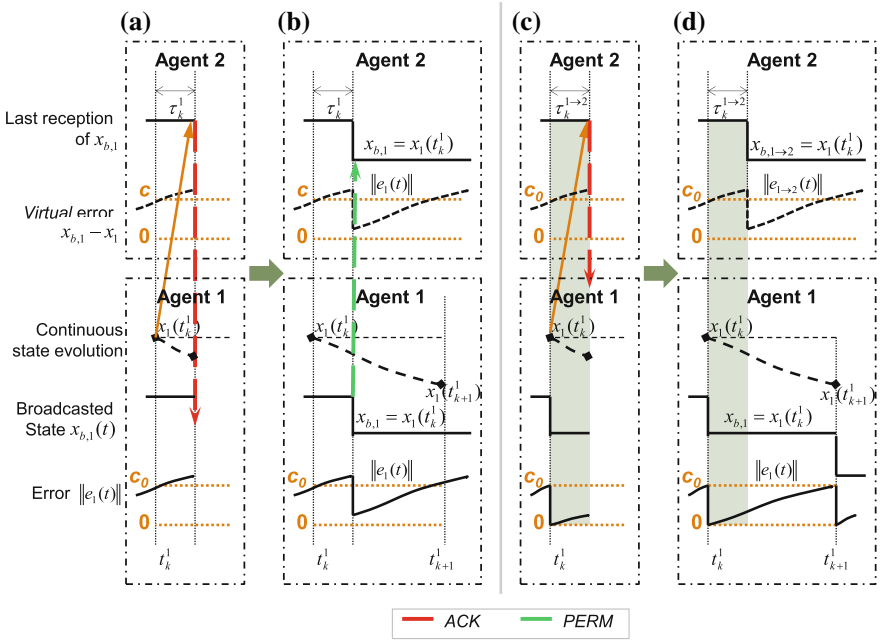 (a)
(b)
(c)
(d)
Agent 2
Agent 2
Agent 2
Agent 2
τ_k^1
τ_k^1
τ_k^{1→2}
τ_k^{1→2}
Last reception
of x_{b,1}
x_{b,1} = x_1(t_k^1)
x_{b,1→2} = x_1(t_k^1)
c
c
c_0
c_0
‖e_1(t)‖
‖e_{1→2}(t)‖
Virtual error
x_{b,1} − x_1
0
0
0
0
Agent 1
Agent 1
Agent 1
Agent 1
Continuous
state evolution
x_1(t_k^1)
x_1(t_k^1)
x_1(t_k^1)
x_1(t_k^1)
x_1(t_{k+1}^1)
x_1(t_{k+1}^1)
Broadcasted
State x_{b,1}(t)
x_{b,1} = x_1(t_k^1)
x_{b,1} = x_1(t_k^1)
Error ‖e_1(t)‖
c_0
c_0
c_0
c_0
‖e_1(t)‖
‖e_1(t)‖
0
0
0
0
t_k^1
t_k^1
t_{k+1}^1
t_k^1
t_k^1
t_{k+1}^1
ACK
PERM